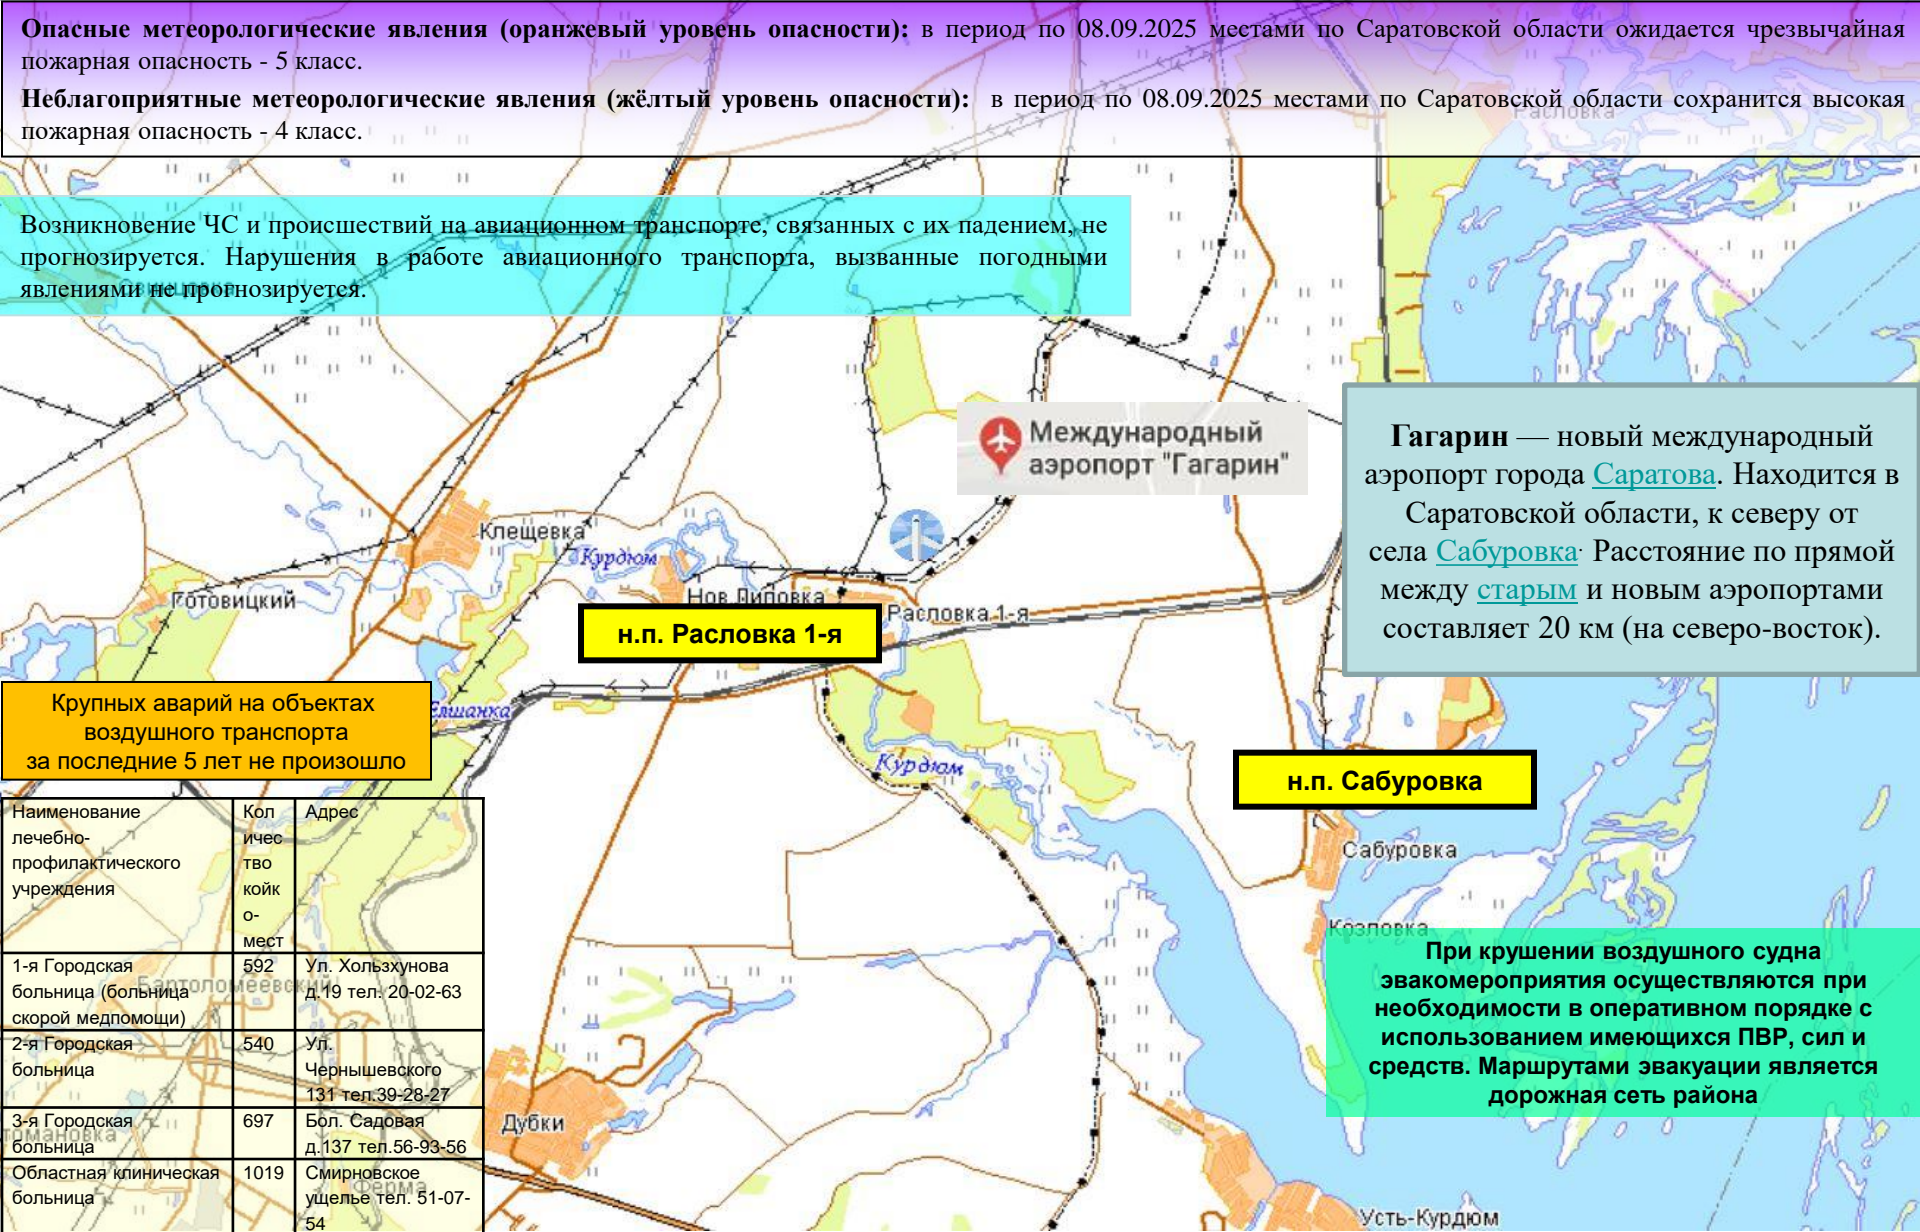 Опасные метеорологические явления (оранжевый уровень опасности): в период по 08.09.2025 местами по Саратовской области ожидается чрезвычайная
пожарная опасность - 5 класс.
Неблагоприятные метеорологические явления (жёлтый уровень опасности): в период по 08.09.2025 местами по Саратовской области сохранится высокая
пожарная опасность - 4 класс.
Расловка
Возникновение ЧС и происшествий на авиационном транспорте, связанных с их падением, не
прогнозируется. Нарушения в работе авиационного транспорта, вызванные погодными
явлениями не прогнозируется.
Международный
аэропорт "Гагарин"
Гагарин — новый международный
аэропорт города Саратова. Находится в
Саратовской области, к северу от
села Сабуровка. Расстояние по прямой
между старым и новым аэропортами
составляет 20 км (на северо-восток).
Клещевка
Курдюм
Готовицкий
Нов.Липовка
Расловка 1-я
н.п. Расловка 1-я
Елшанка
Крупных аварий на объектах
воздушного транспорта
за последние 5 лет не произошло
Курдюм
н.п. Сабуровка
Сабуровка
Козловка
Наименование
лечебно-
профилактического
учреждения
Кол
ичес
тво
койк
о-
мест
Адрес
1-я Городская
больница (больница
скорой медпомощи)
592
Ул. Хользхунова
д.19 тел. 20-02-63
Бартоломеевский
2-я Городская
больница
540
Ул.
Чернышевского
131 тел.39-28-27
3-я Городская
больница
697
Бол. Садовая
д.137 тел.56-93-56
Областная клиническая
больница
1019
Смирновское
ущелье тел. 51-07-
54
Ферма
При крушении воздушного судна
эвакомероприятия осуществляются при
необходимости в оперативном порядке с
использованием имеющихся ПВР, сил и
средств. Маршрутами эвакуации является
дорожная сеть района
Дубки
Усть-Курдюм